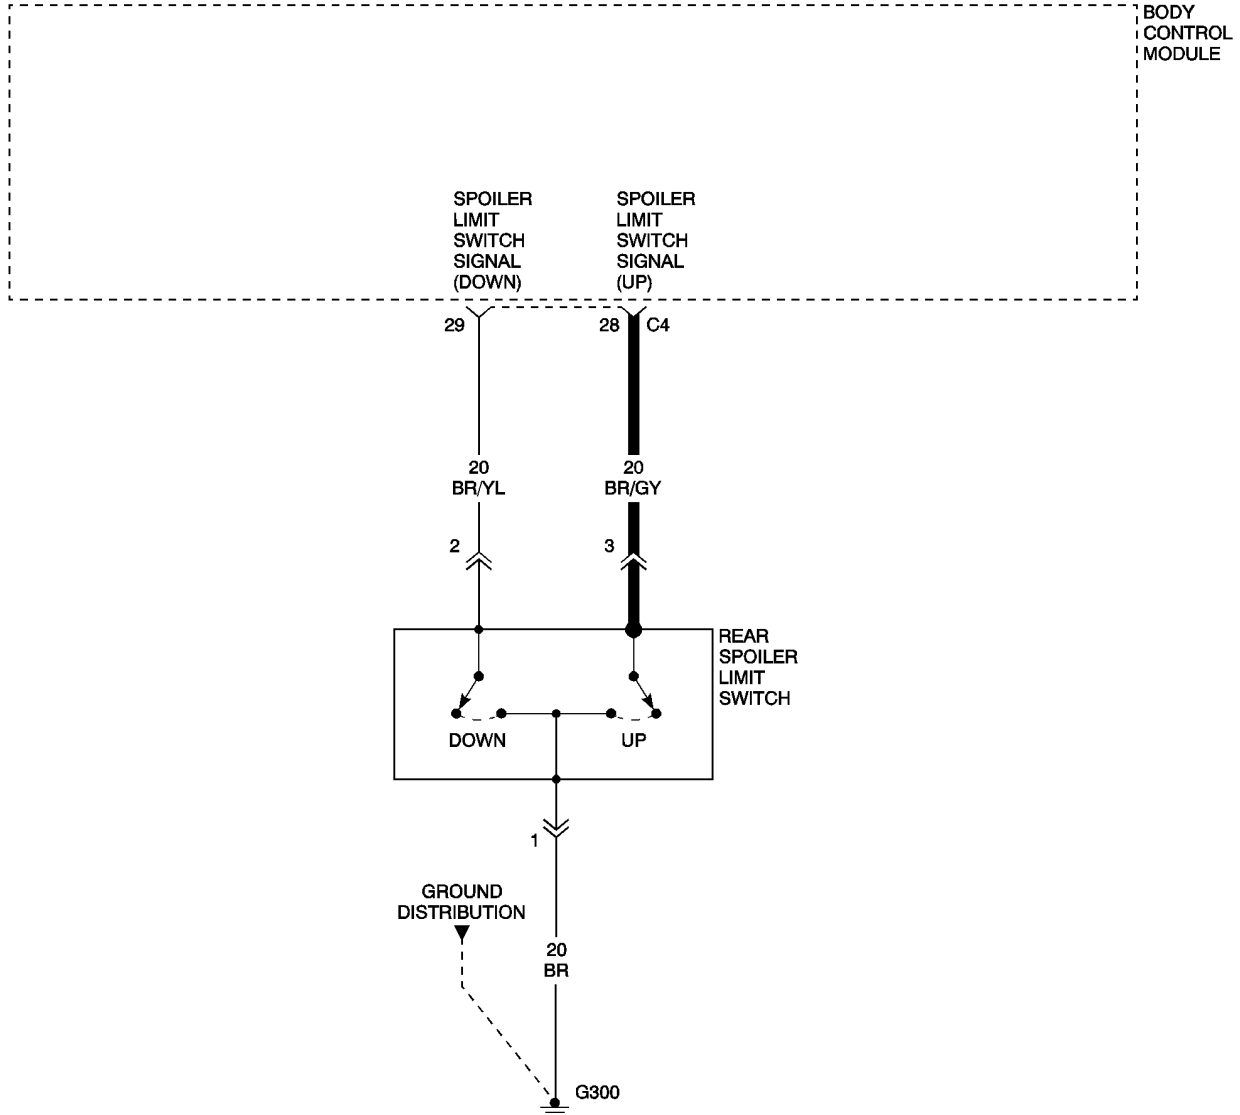 BODY
CONTROL
MODULE
SPOILER
LIMIT
SWITCH
SIGNAL
(DOWN)
SPOILER
LIMIT
SWITCH
SIGNAL
(UP)
29
28
C4
20
BR/YL
20
BR/GY
2
3
REAR
SPOILER
LIMIT
SWITCH
DOWN
UP
1
GROUND
DISTRIBUTION
20
BR
G300